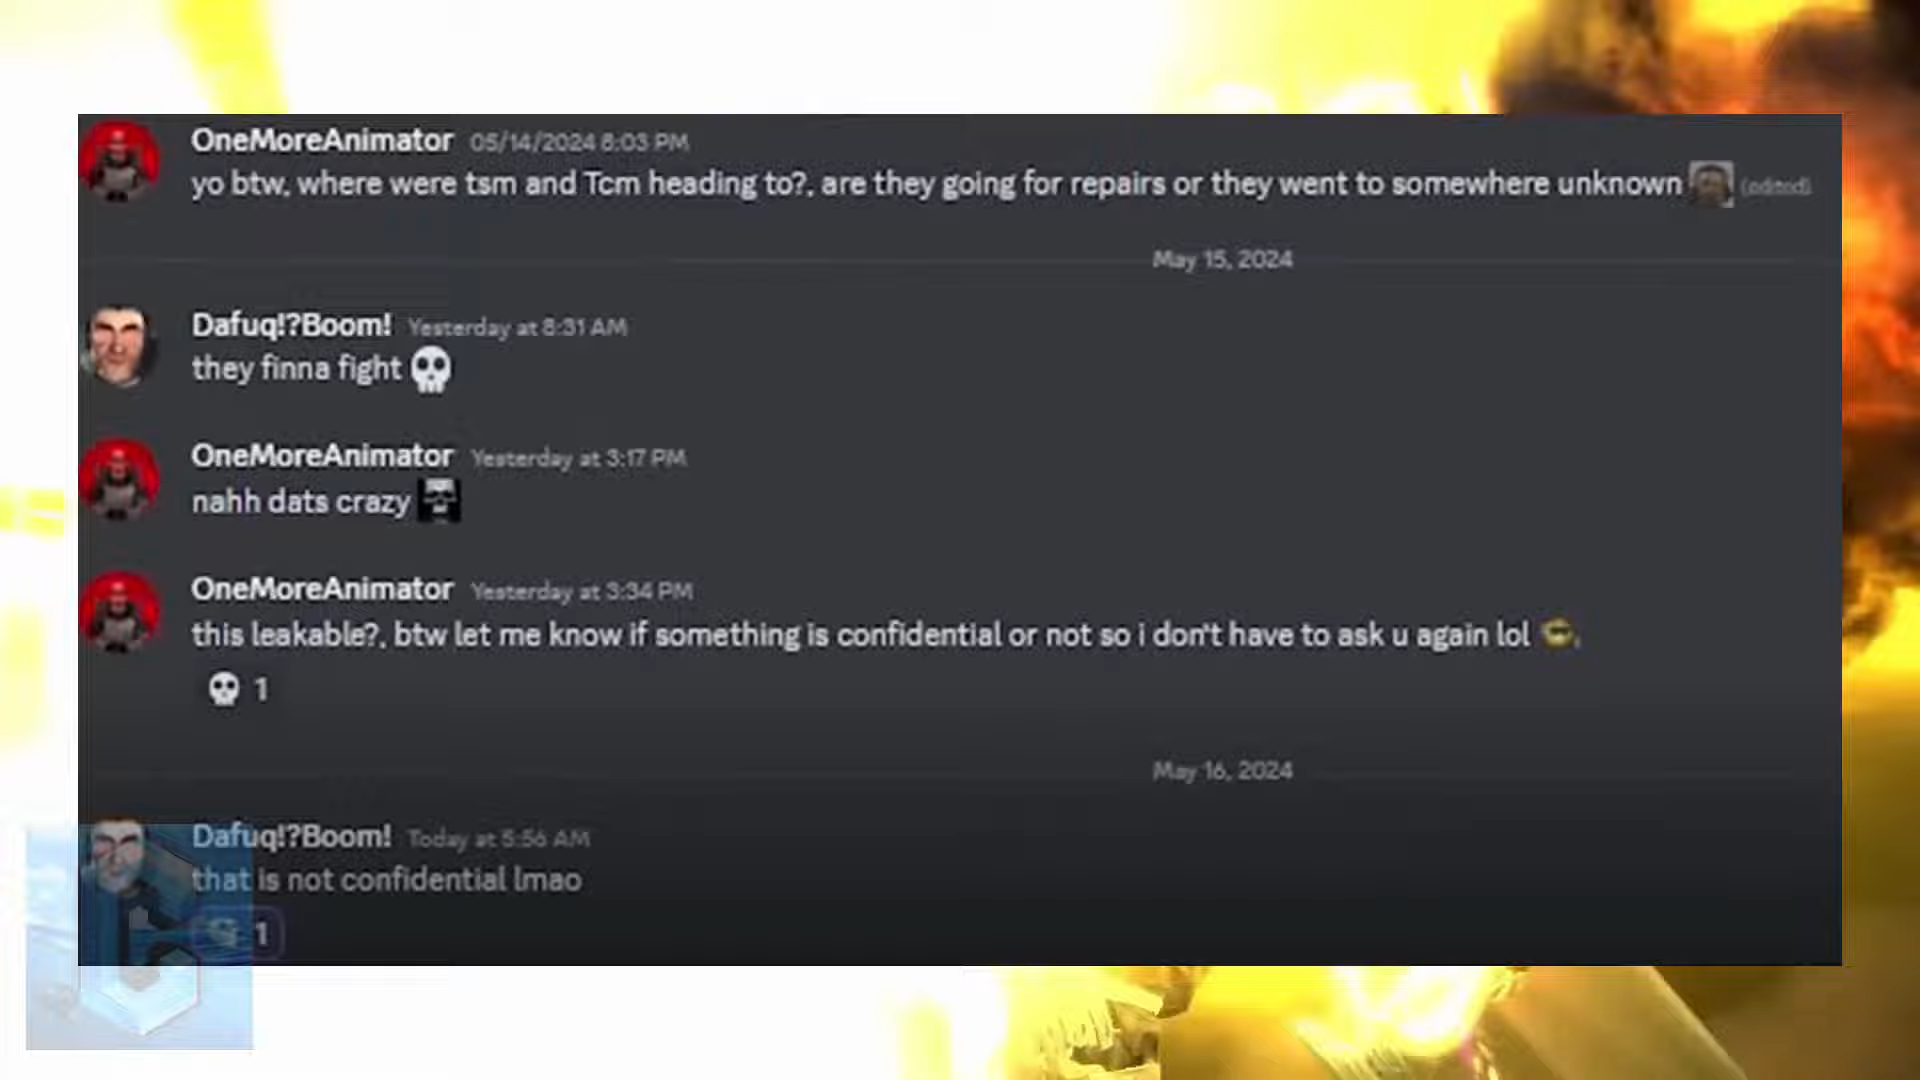 OneMoreAnimator 05/14/2024 8:03 PM
yo btw, where were tsm and Tcm heading to?, are they going for repairs or they went to somewhere unknown (edited)
May 15, 2024
Dafuq!?Boom! Yesterday at 8:31 AM
they finna fight 💀
OneMoreAnimator Yesterday at 3:17 PM
nahh dats crazy
OneMoreAnimator Yesterday at 3:34 PM
this leakable?, btw let me know if something is confidential or not so i don't have to ask u again lol 😎.
💀 1
May 16, 2024
Dafuq!?Boom! Today at 5:56 AM
that is not confidential lmao
1